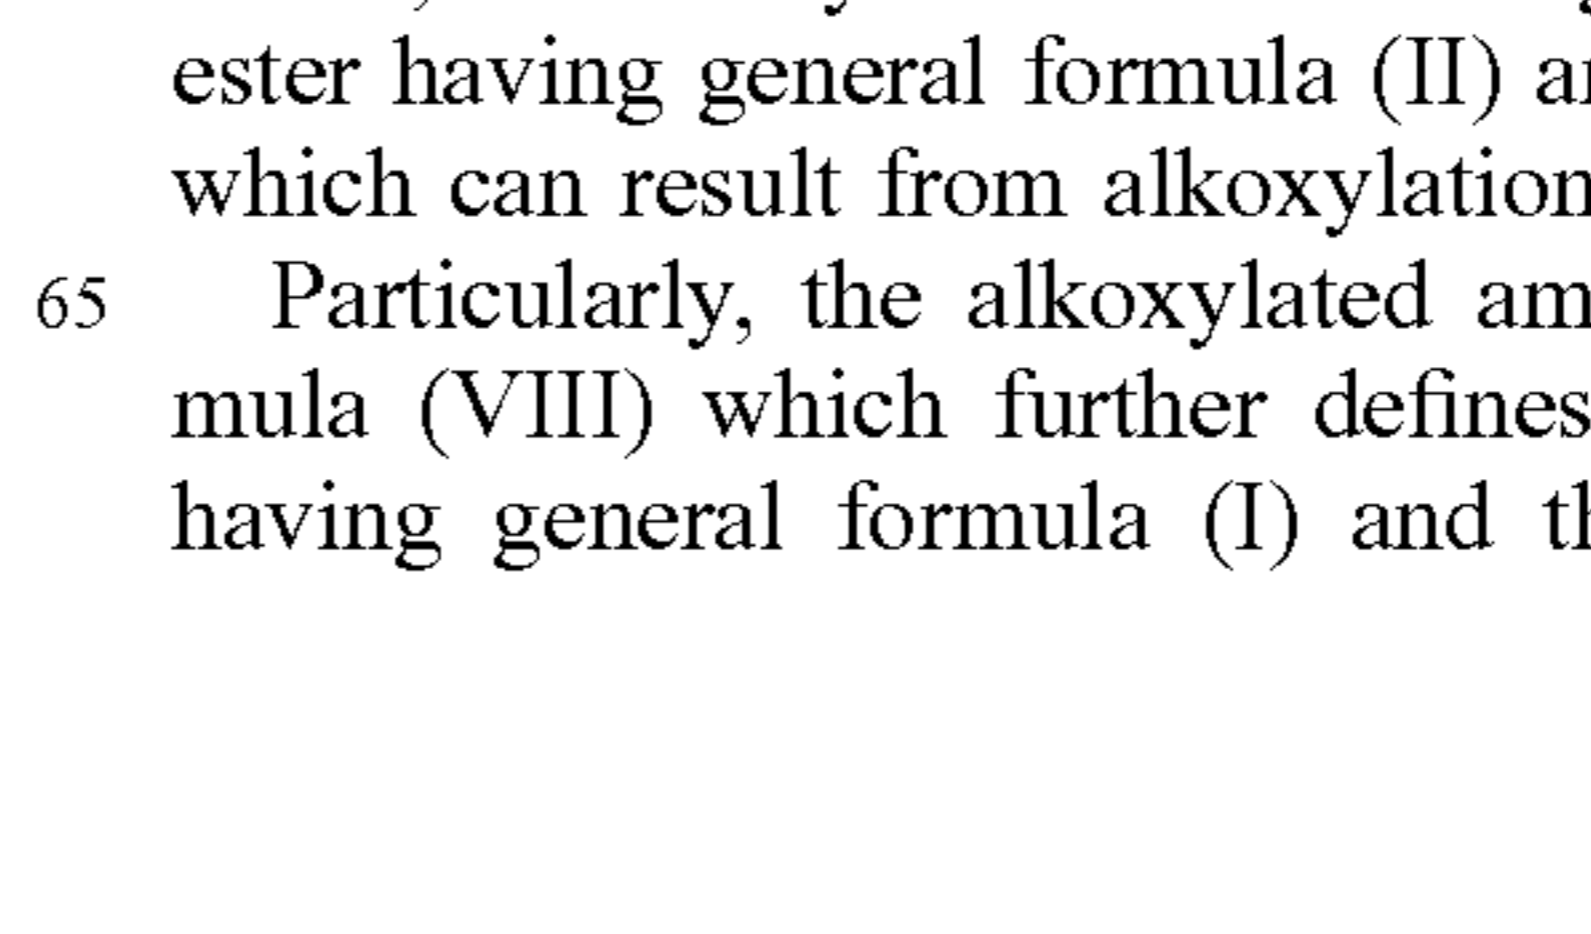 ester having general formula (II)
which can result from alkoxylation
65 Particularly, the alkoxylated
mula (VIII) which further defines
having general formula (I) and